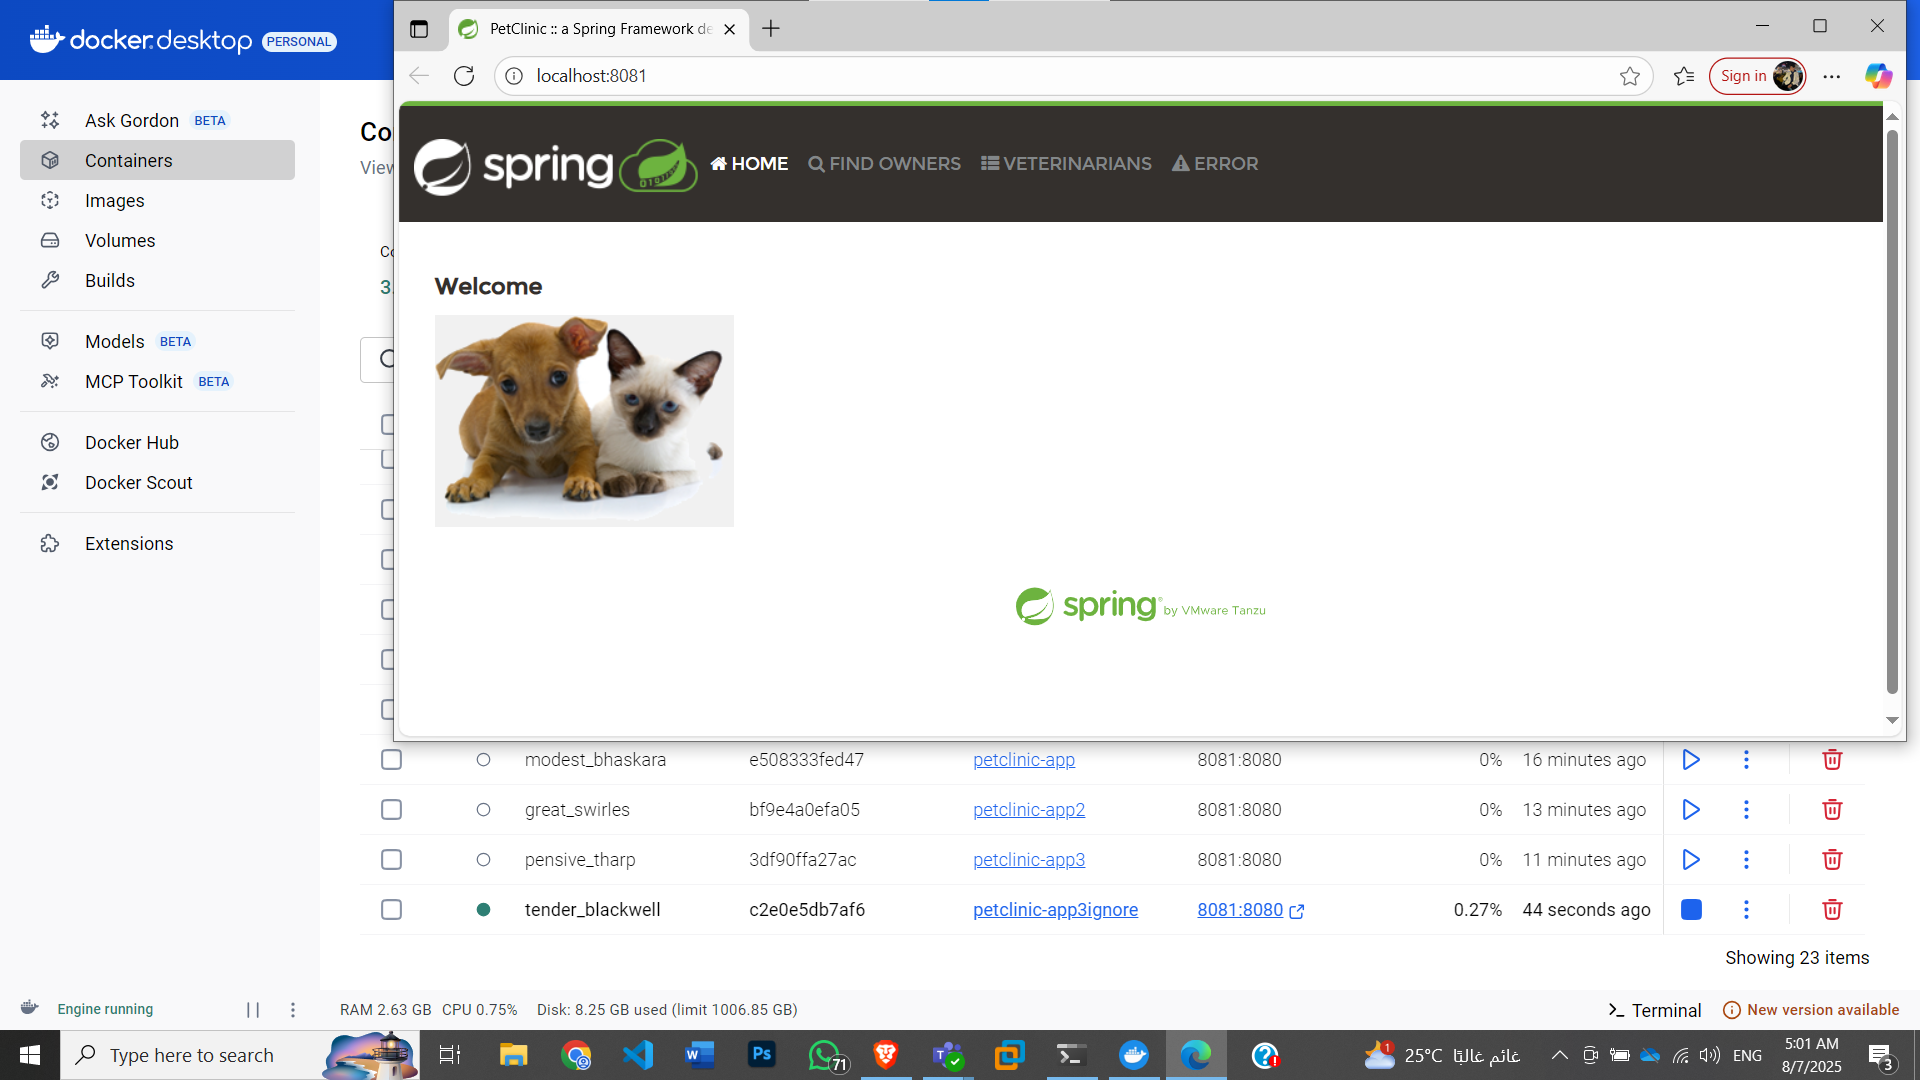 docker.desktop PERSONAL
PetClinic :: a Spring Framework de
localhost:8081
Sign in
Ask Gordon BETA
Containers
Images
Volumes
Builds
Models BETA
MCP Toolkit BETA
Docker Hub
Docker Scout
Extensions
Co
View
Co
3.
spring
HOME
FIND OWNERS
VETERINARIANS
ERROR
Welcome
spring by VMware Tanzu
modest_bhaskara e508333fed47 petclinic-app 8081:8080 0% 16 minutes ago
great_swirles bf9e4a0efa05 petclinic-app2 8081:8080 0% 13 minutes ago
pensive_tharp 3df90ffa27ac petclinic-app3 8081:8080 0% 11 minutes ago
tender_blackwell c2e0e5db7af6 petclinic-app3ignore 8081:8080 0.27% 44 seconds ago
Showing 23 items
Engine running
RAM 2.63 GB CPU 0.75% Disk: 8.25 GB used (limit 1006.85 GB)
Terminal
New version available
Type here to search
W
Ps
71
1
25°C غائم غالبًا
ENG
5:01 AM
8/7/2025
3